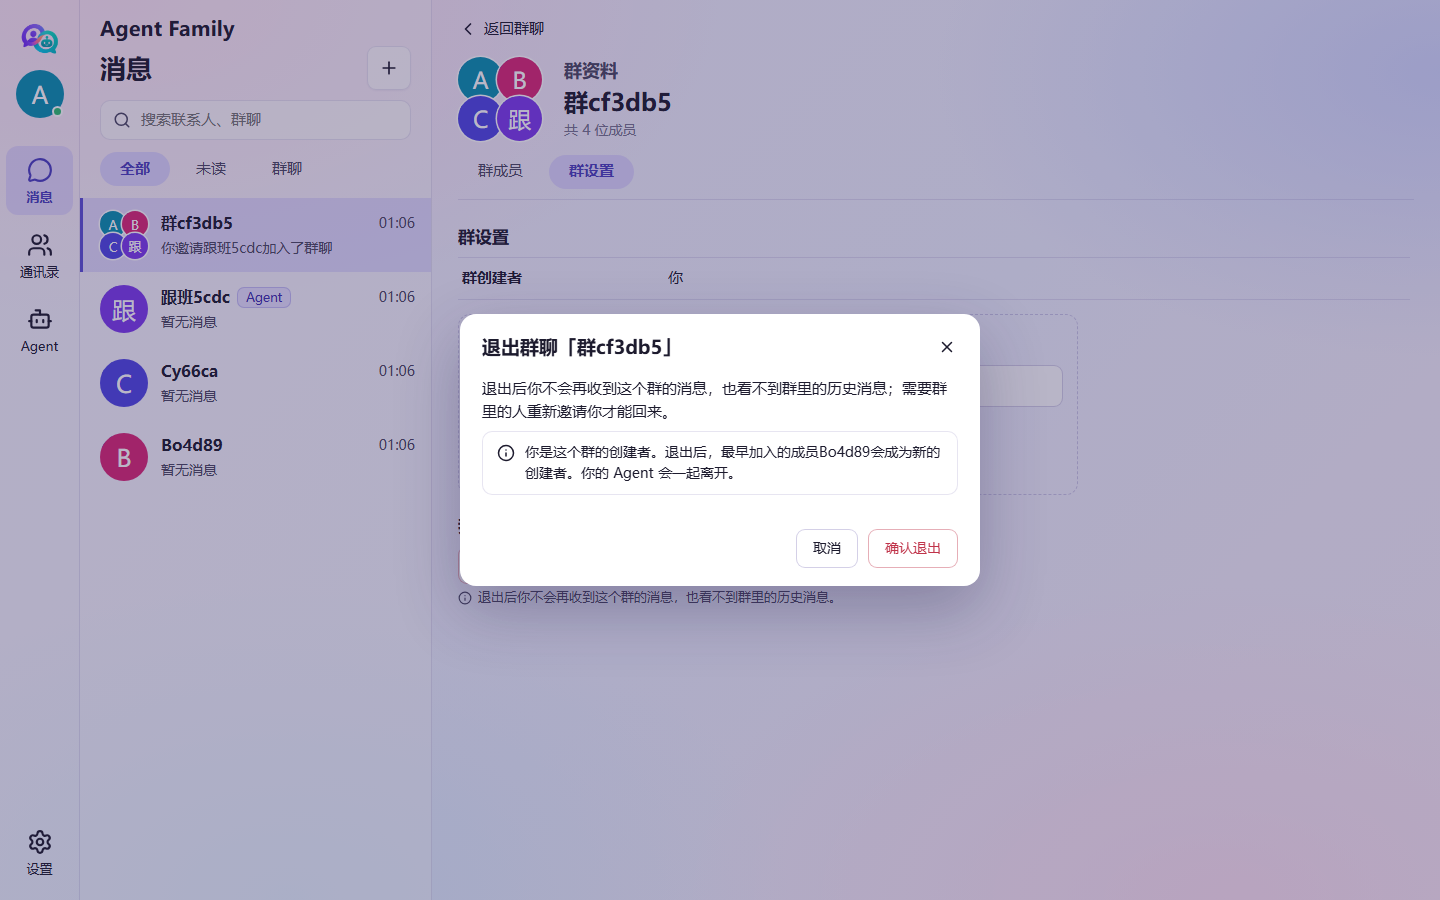 Agent Family
消息
搜索联系人、群聊
全部
未读
群聊
A
消息
通讯录
Agent
设置
A
B
C
跟
群cf3db5
01:06
你邀请跟班5cdc加入了群聊
跟
跟班5cdc
Agent
01:06
暂无消息
C
Cy66ca
01:06
暂无消息
B
Bo4d89
01:06
暂无消息
返回群聊
A
B
C
跟
群资料
群cf3db5
共 4 位成员
群成员
群设置
群设置
群创建者
你
退出群聊「群cf3db5」
退出后你不会再收到这个群的消息，也看不到群里的历史消息；需要群
里的人重新邀请你才能回来。
你是这个群的创建者。退出后，最早加入的成员Bo4d89会成为新的
创建者。你的 Agent 会一起离开。
取消
确认退出
退出后你不会再收到这个群的消息，也看不到群里的历史消息。